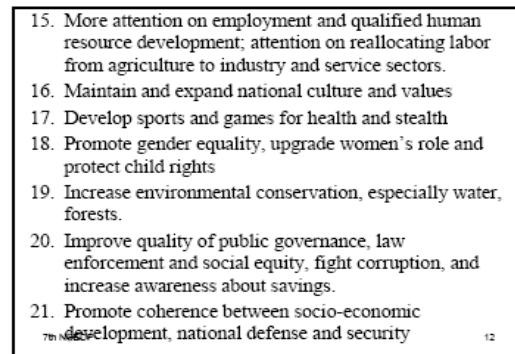 15. More attention on employment and qualified human
resource development; attention on reallocating labor
from agriculture to industry and service sectors.
16. Maintain and expand national culture and values
17. Develop sports and games for health and stealth
18. Promote gender equality, upgrade women's role and
protect child rights
19. Increase environmental conservation, especially water,
forests.
20. Improve quality of public governance, law
enforcement and social equity, fight corruption, and
increase awareness about savings.
21. Promote coherence between socio-economic
development, national defense and security
7th
12